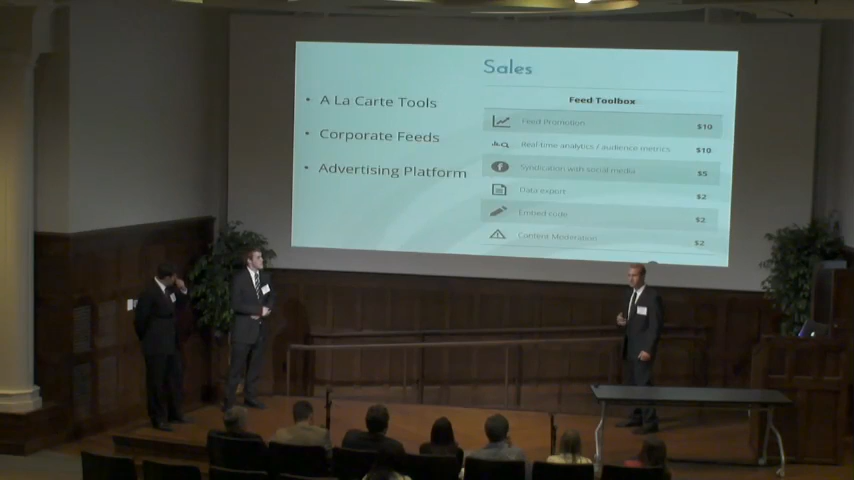 Sales
• A La Carte Tools
• Corporate Feeds
• Advertising Platform
Feed Toolbox
Feed Promotion $10
Real-time analytics / audience metrics $10
Syndication with social media $5
Data export $2
Embed code $2
Content Moderation $2